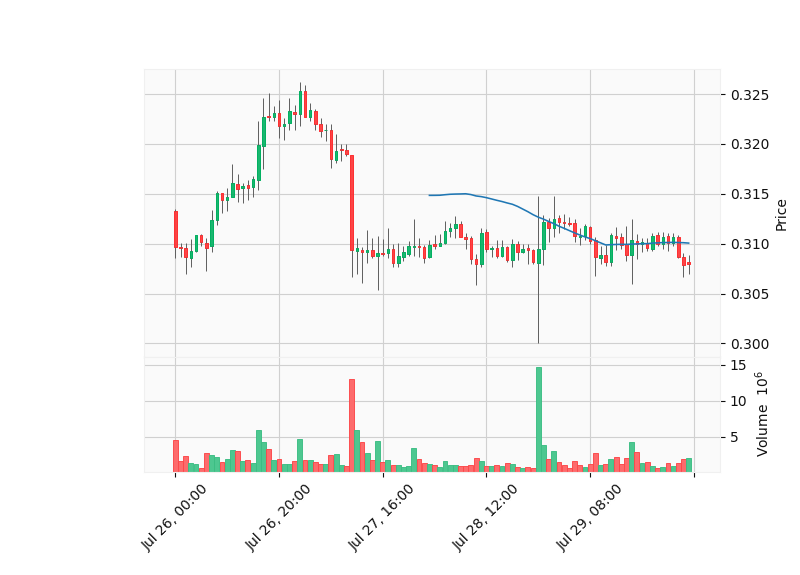 0.325
0.320
0.315
0.310
0.305
0.300
Price
15
10
5
Volume 10^6
Jul 26, 00:00
Jul 26, 20:00
Jul 27, 16:00
Jul 28, 12:00
Jul 29, 08:00